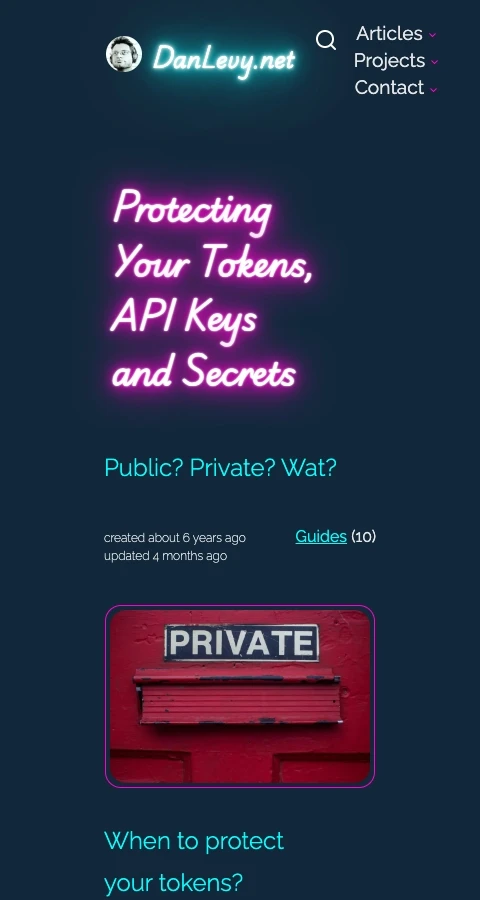 DanLevy.net
Articles
Projects
Contact
Protecting
Your Tokens,
API Keys
and Secrets
Public? Private? Wat?
created about 6 years ago
updated 4 months ago
Guides (10)
PRIVATE
When to protect
your tokens?